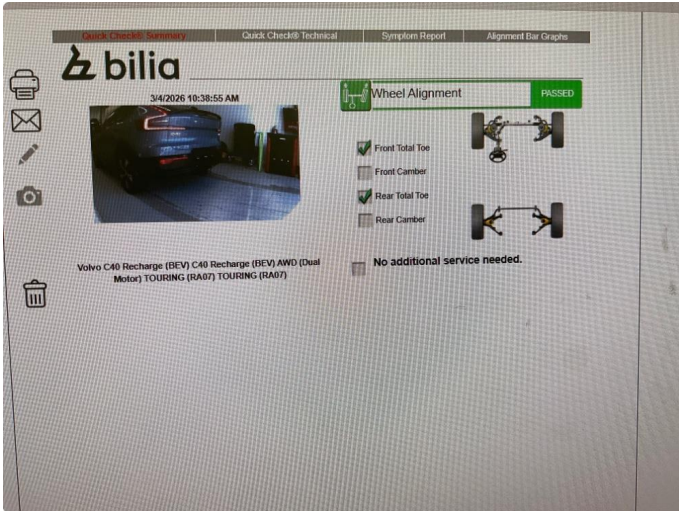 Quick Check® Summary
Quick Check® Technical
Symptom Report
Alignment Bar Graphs
bilia
3/4/2026 10:38:55 AM
Wheel Alignment
PASSED
Front Total Toe
Front Camber
Rear Total Toe
Rear Camber
Volvo C40 Recharge (BEV) C40 Recharge (BEV) AWD (Dual
Motor) TOURING (RA07) TOURING (RA07)
No additional service needed.